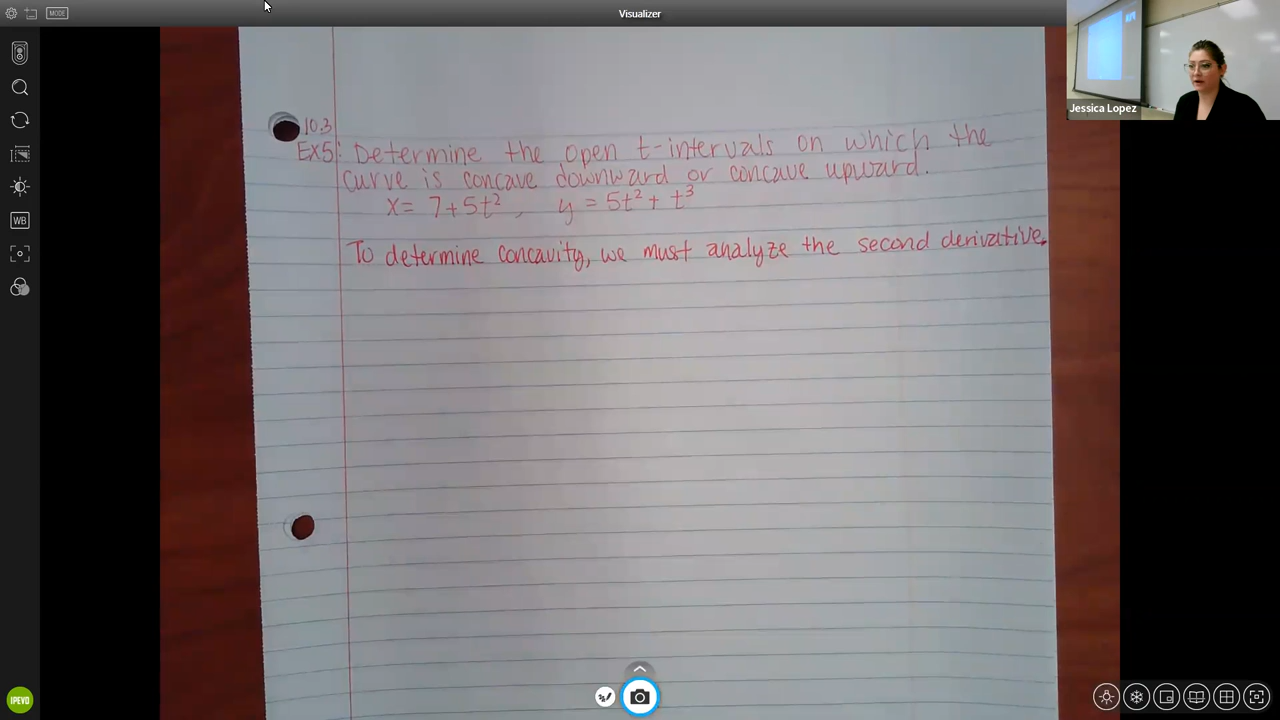 MODE
Visualizer
Jessica Lopez
WB
10.3
Ex5: Determine the open t-intervals on which the
curve is concave downward or concave upward.
x= 7+5t², y = 5t² + t³
To determine concavity, we must analyze the second derivative.
IPEVO